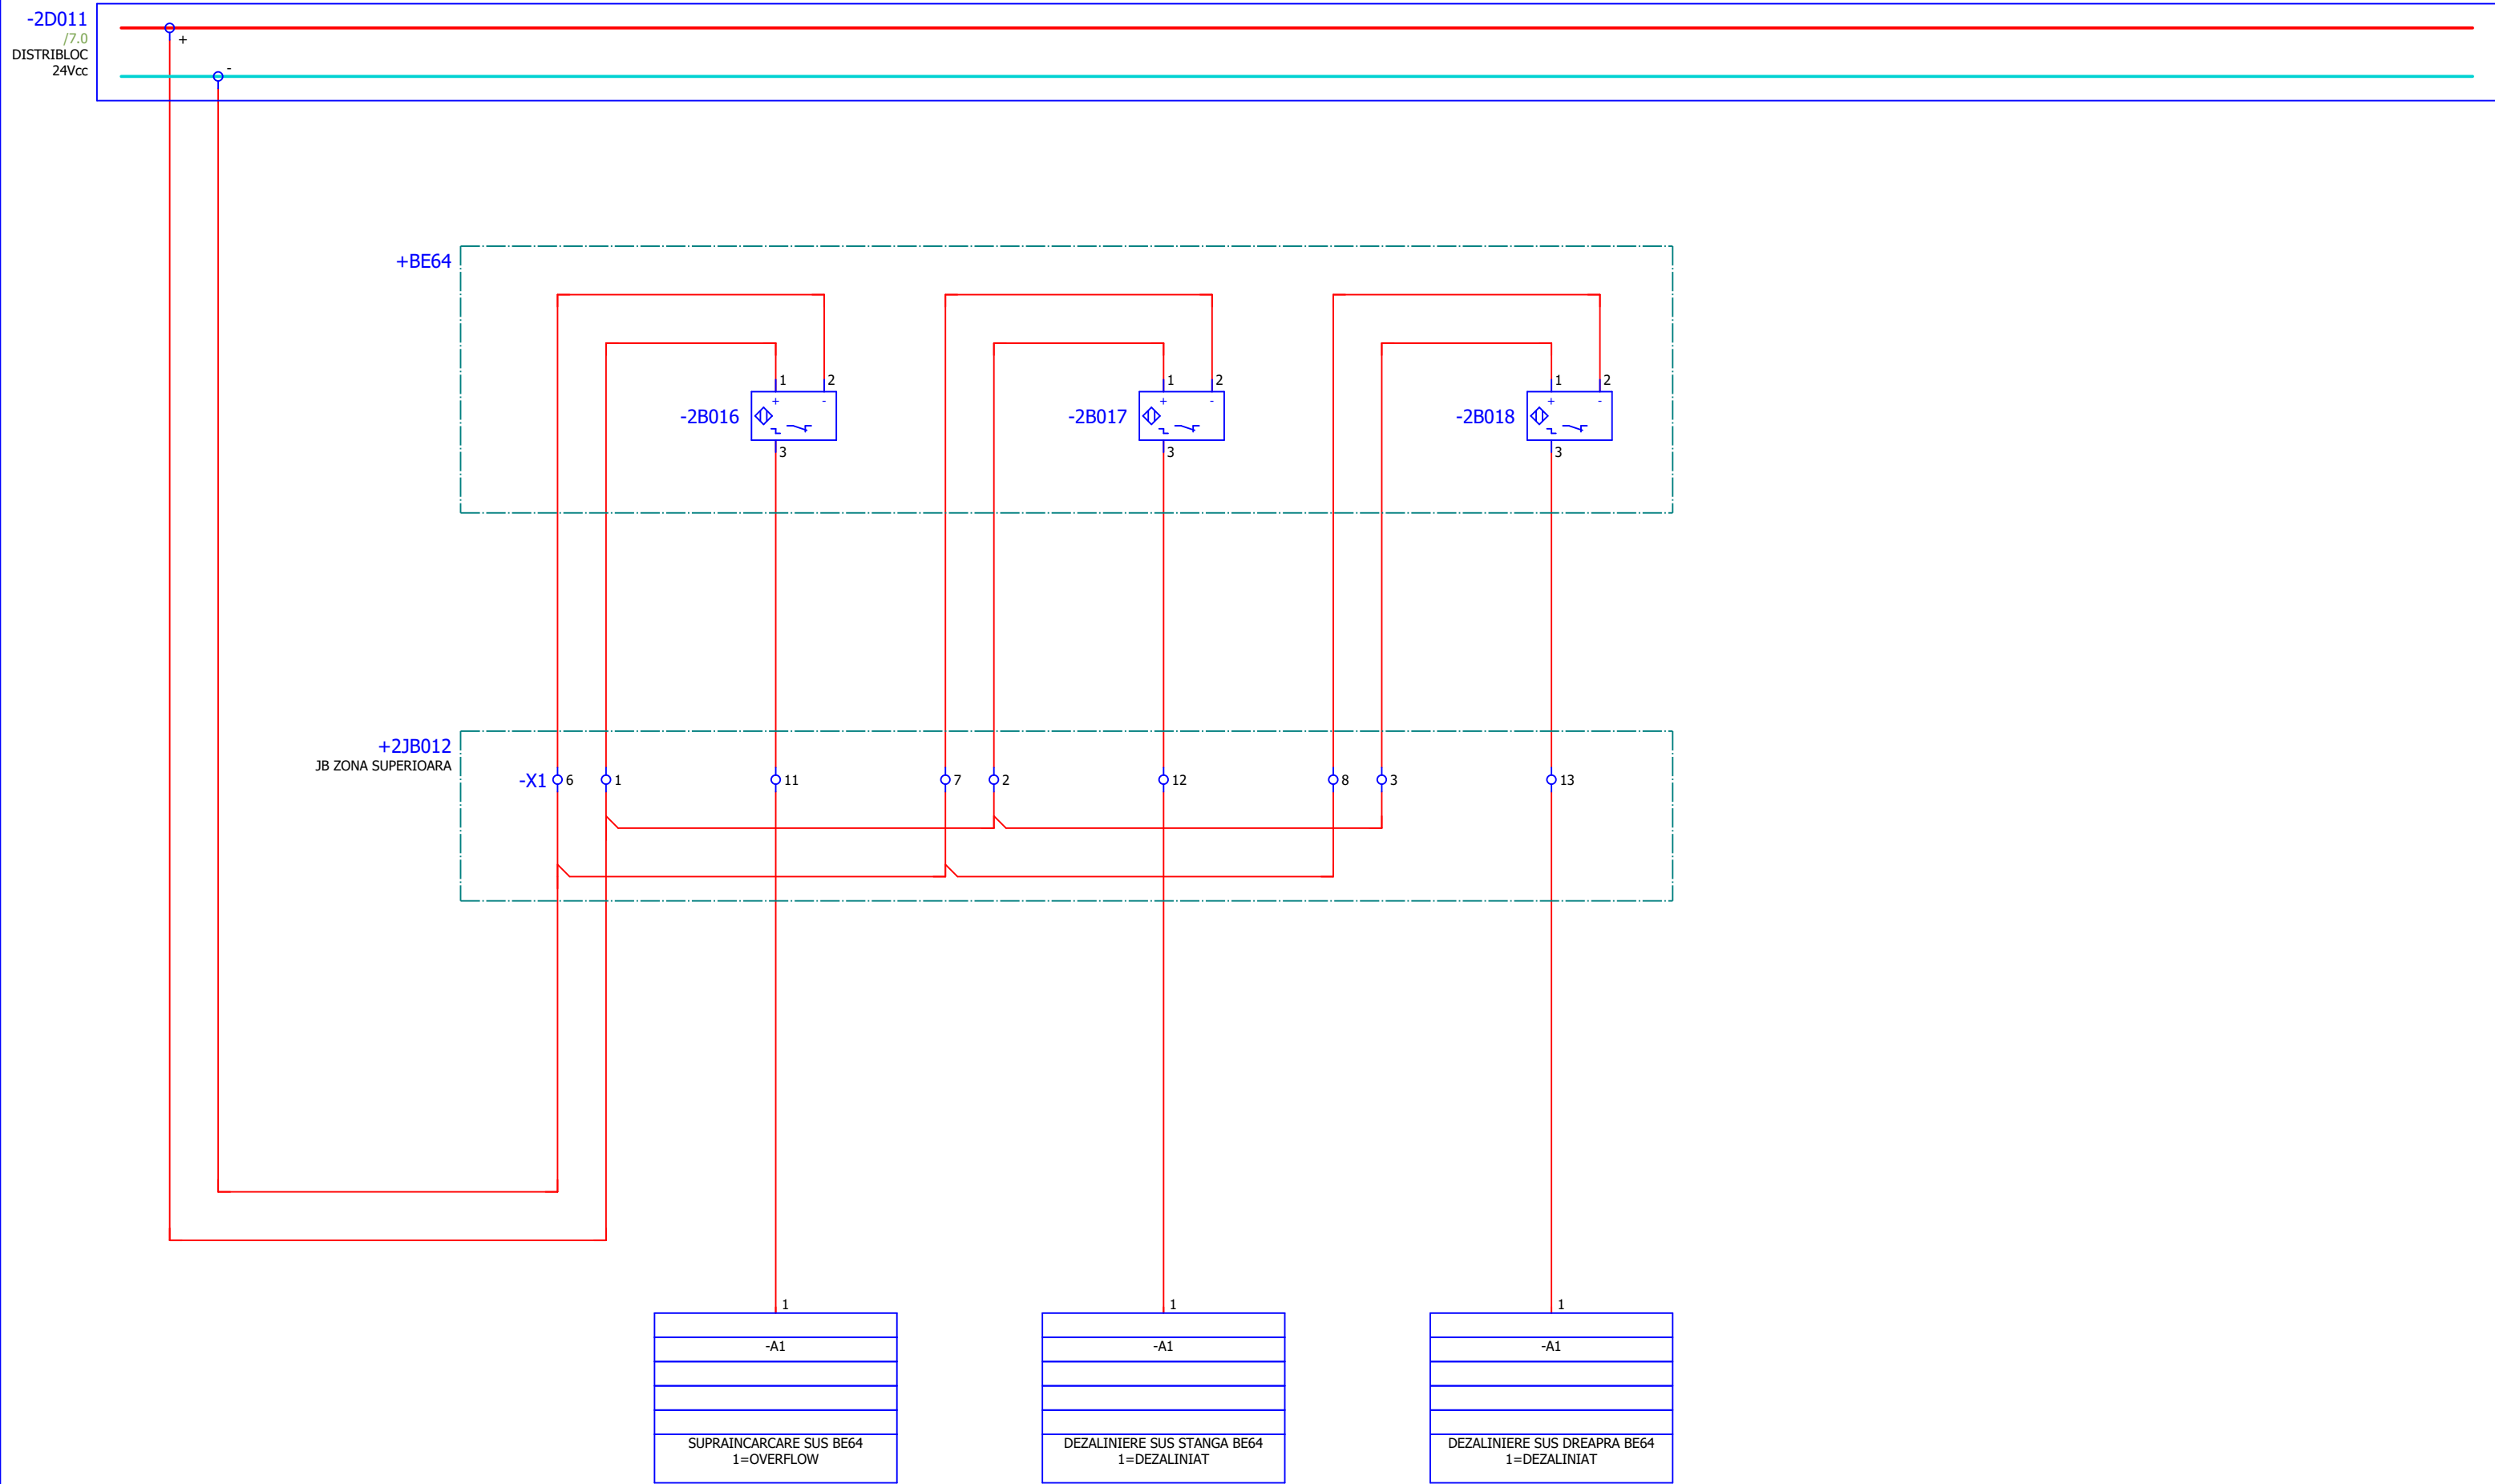 -2D011
/7.0
DISTRIBLOC
24Vcc
+
-
+BE64
1 2
+ -
-2B016
3
1 2
+ -
-2B017
3
1 2
+ -
-2B018
3
+2JB012
JB ZONA SUPERIOARA
-X1 6 1 11 7 2 12 8 3 13
1 1 1
-A1 -A1 -A1
SUPRAINCARCARE SUS BE64
1=OVERFLOW
DEZALINIERE SUS STANGA BE64
1=DEZALINIAT
DEZALINIERE SUS DREAPRA BE64
1=DEZALINIAT